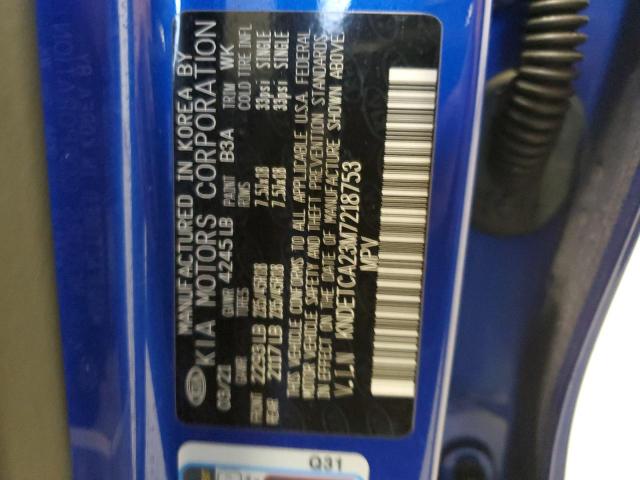 MANUFACTURED IN KOREA BY
KIA MOTORS CORPORATION
03/21 GVWR 4245LB PAINT B3A TRIM WK
GAWR TIRES RIMS COLD TIRE INFL
FRONT 2293LB 235/45R18 7.5Jx18 33psi SINGLE
REAR 2117LB 235/45R18 7.5Jx18 33psi SINGLE
THIS VEHICLE CONFORMS TO ALL APPLICABLE U.S.A. FEDERAL
MOTOR VEHICLE SAFETY AND THEFT PREVENTION STANDARDS
IN EFFECT ON THE DATE OF MANUFACTURE SHOWN ABOVE.
V.I.N KNDETCA23M7218753
MPV
Q31